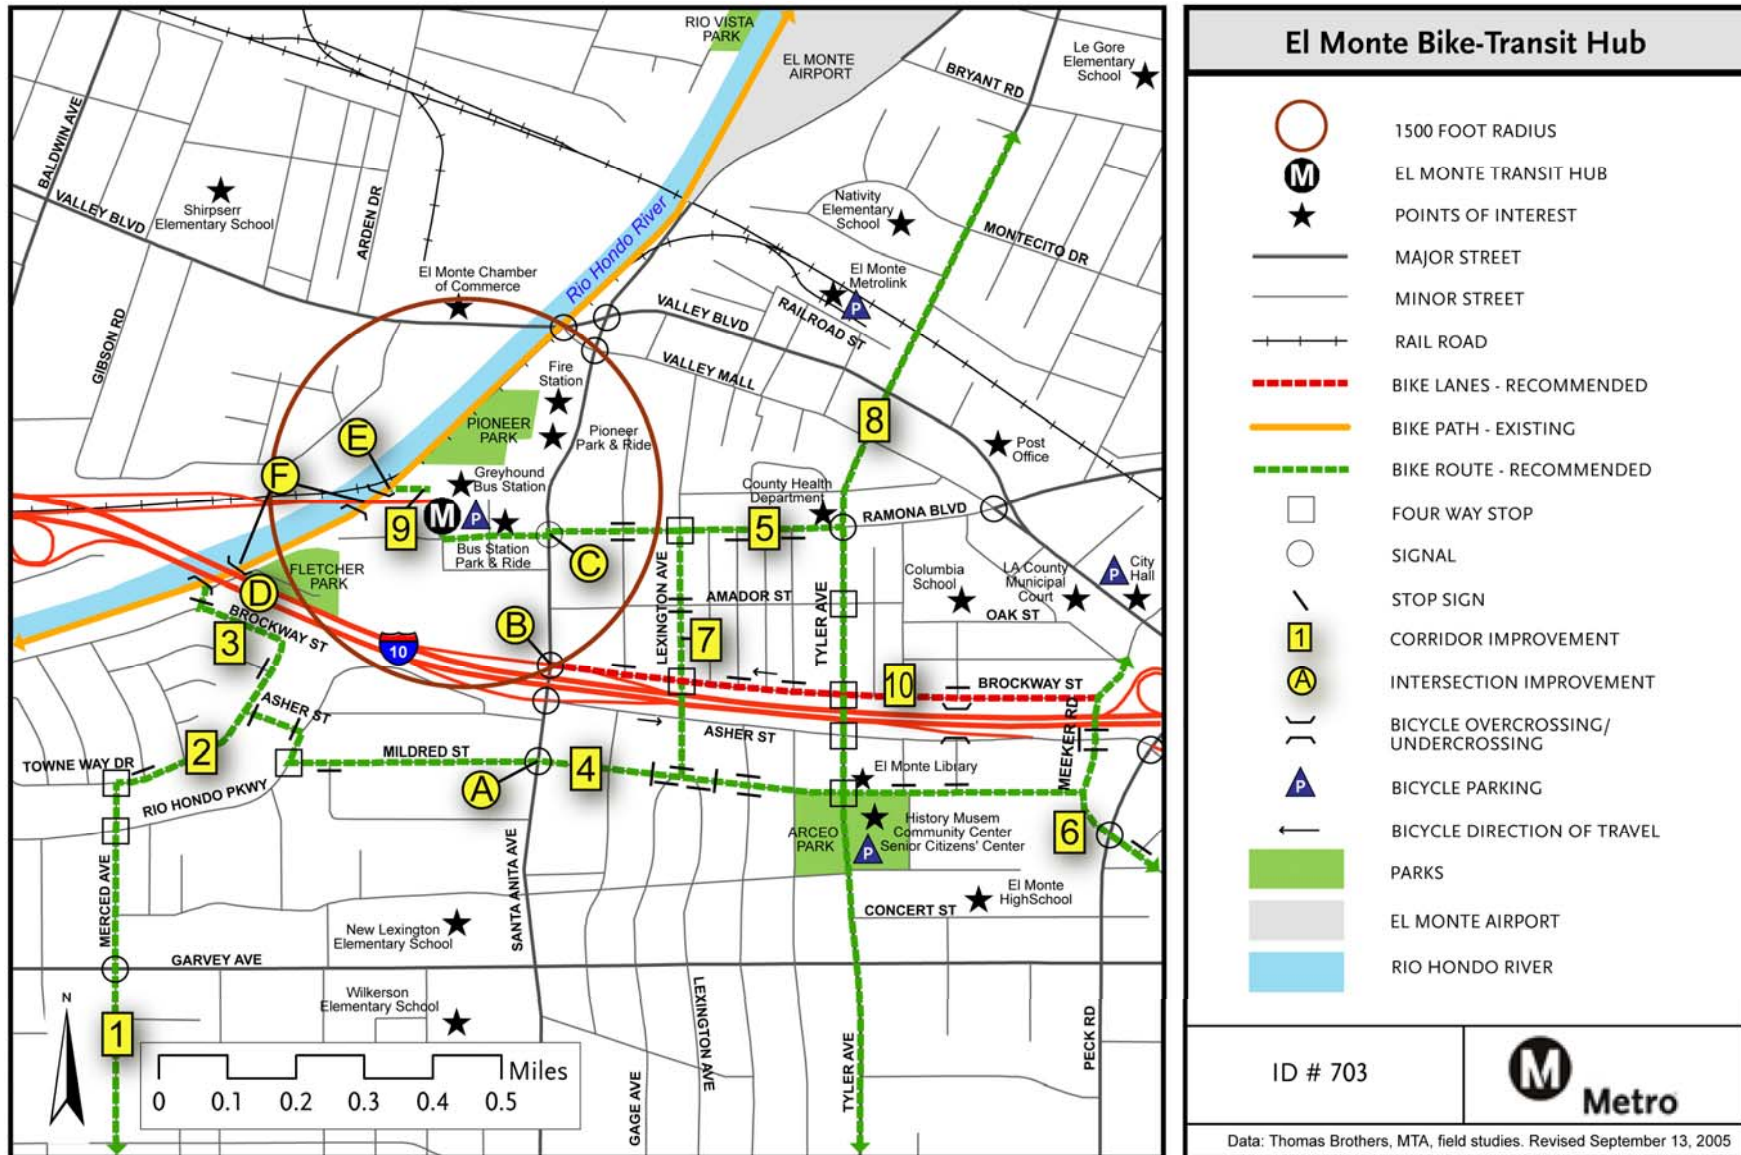 RIO VISTA
PARK
EL MONTE
AIRPORT
Le Gore
Elementary
School
BRYANT RD
BALDWIN AVE
VALLEY BLVD
Shirpserr
Elementary School
ARDEN DR
Nativity
Elementary
School
MONTECITO DR
Rio Hondo River
El Monte Chamber
of Commerce
El Monte
Metrolink
P
RAILROAD ST
VALLEY BLVD
VALLEY MALL
GIBSON RD
Fire
Station
PIONEER
PARK
Pioneer
Park & Ride
8
Post
Office
E
F
Greyhound
Bus Station
County Health
Department
9
M
P
Bus Station
Park & Ride
5
RAMONA BLVD
C
FLETCHER
PARK
D
LEXINGTON AVE
AMADOR ST
TYLER AVE
Columbia
School
LA County
Municipal
Court
P
City
Hall
OAK ST
B
3
BROCKWAY ST
10
7
10
BROCKWAY ST
ASHER ST
ASHER ST
MEEKER RD
2
TOWNE WAY DR
MILDRED ST
4
A
RIO HONDO PKWY
El Monte Library
6
ARCEO
PARK
History Musem
Community Center
Senior Citizens' Center
P
MERCED AVE
SANTA ANITA AVE
El Monte
HighSchool
CONCERT ST
New Lexington
Elementary School
GARVEY AVE
Wilkerson
Elementary School
LEXINGTON AVE
GAGE AVE
TYLER AVE
PECK RD
N
1
Miles
0 0.1 0.2 0.3 0.4 0.5
El Monte Bike-Transit Hub
1500 FOOT RADIUS
M EL MONTE TRANSIT HUB
POINTS OF INTEREST
MAJOR STREET
MINOR STREET
RAIL ROAD
BIKE LANES - RECOMMENDED
BIKE PATH - EXISTING
BIKE ROUTE - RECOMMENDED
FOUR WAY STOP
SIGNAL
STOP SIGN
1 CORRIDOR IMPROVEMENT
A INTERSECTION IMPROVEMENT
BICYCLE OVERCROSSING/
UNDERCROSSING
P BICYCLE PARKING
BICYCLE DIRECTION OF TRAVEL
PARKS
EL MONTE AIRPORT
RIO HONDO RIVER
ID # 703
M Metro
Data: Thomas Brothers, MTA, field studies. Revised September 13, 2005